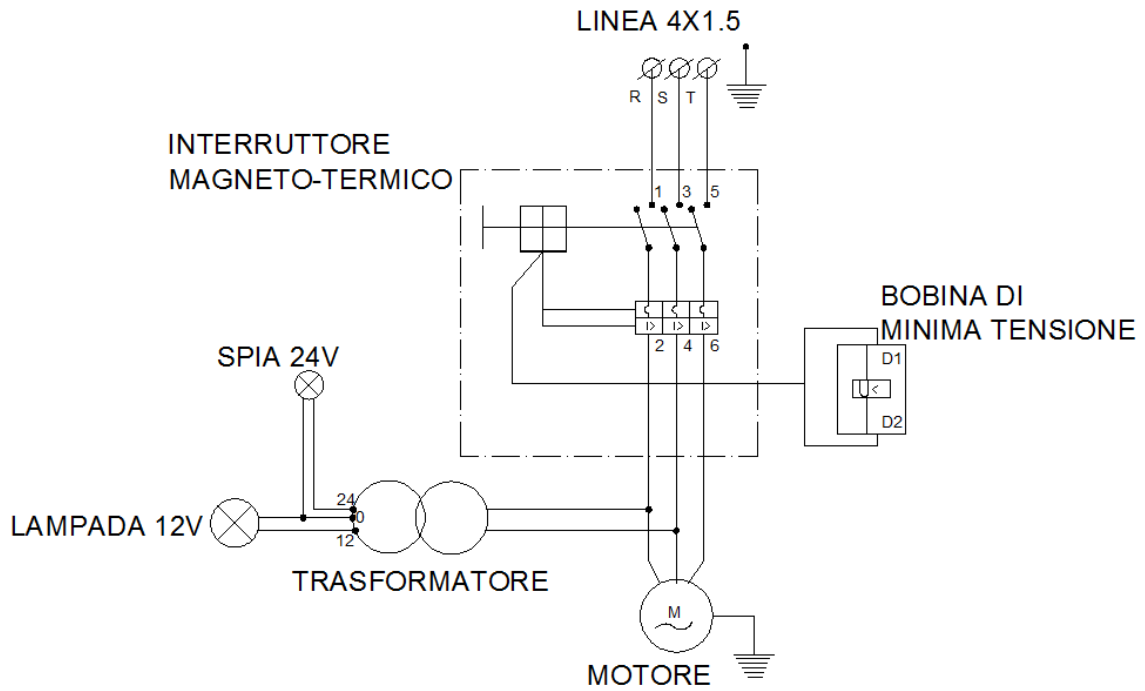 LINEA 4X1.5
R S T
INTERRUTTORE
MAGNETO-TERMICO
1 3 5
BOBINA DI
MINIMA TENSIONE
I> I> I>
2 4 6
D1
U<
D2
SPIA 24V
24
0
12
LAMPADA 12V
TRASFORMATORE
M
MOTORE